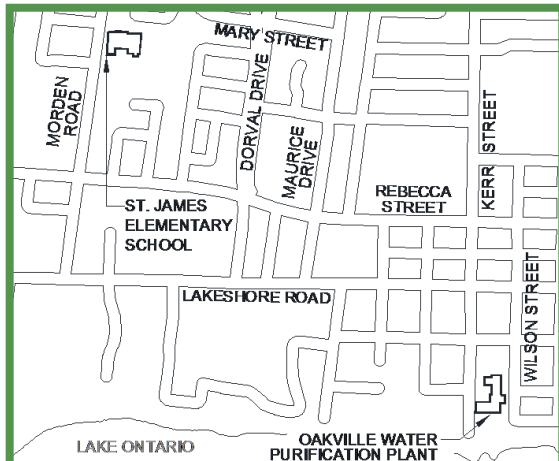 MARY STREET
MORDEN
ROAD
DORVAL DRIVE
MAURICE
DRIVE
KERR STREET
REBECCA
STREET
ST. JAMES
ELEMENTARY
SCHOOL
LAKESHORE ROAD
WILSON STREET
LAKE ONTARIO
OAKVILLE WATER
PURIFICATION PLANT